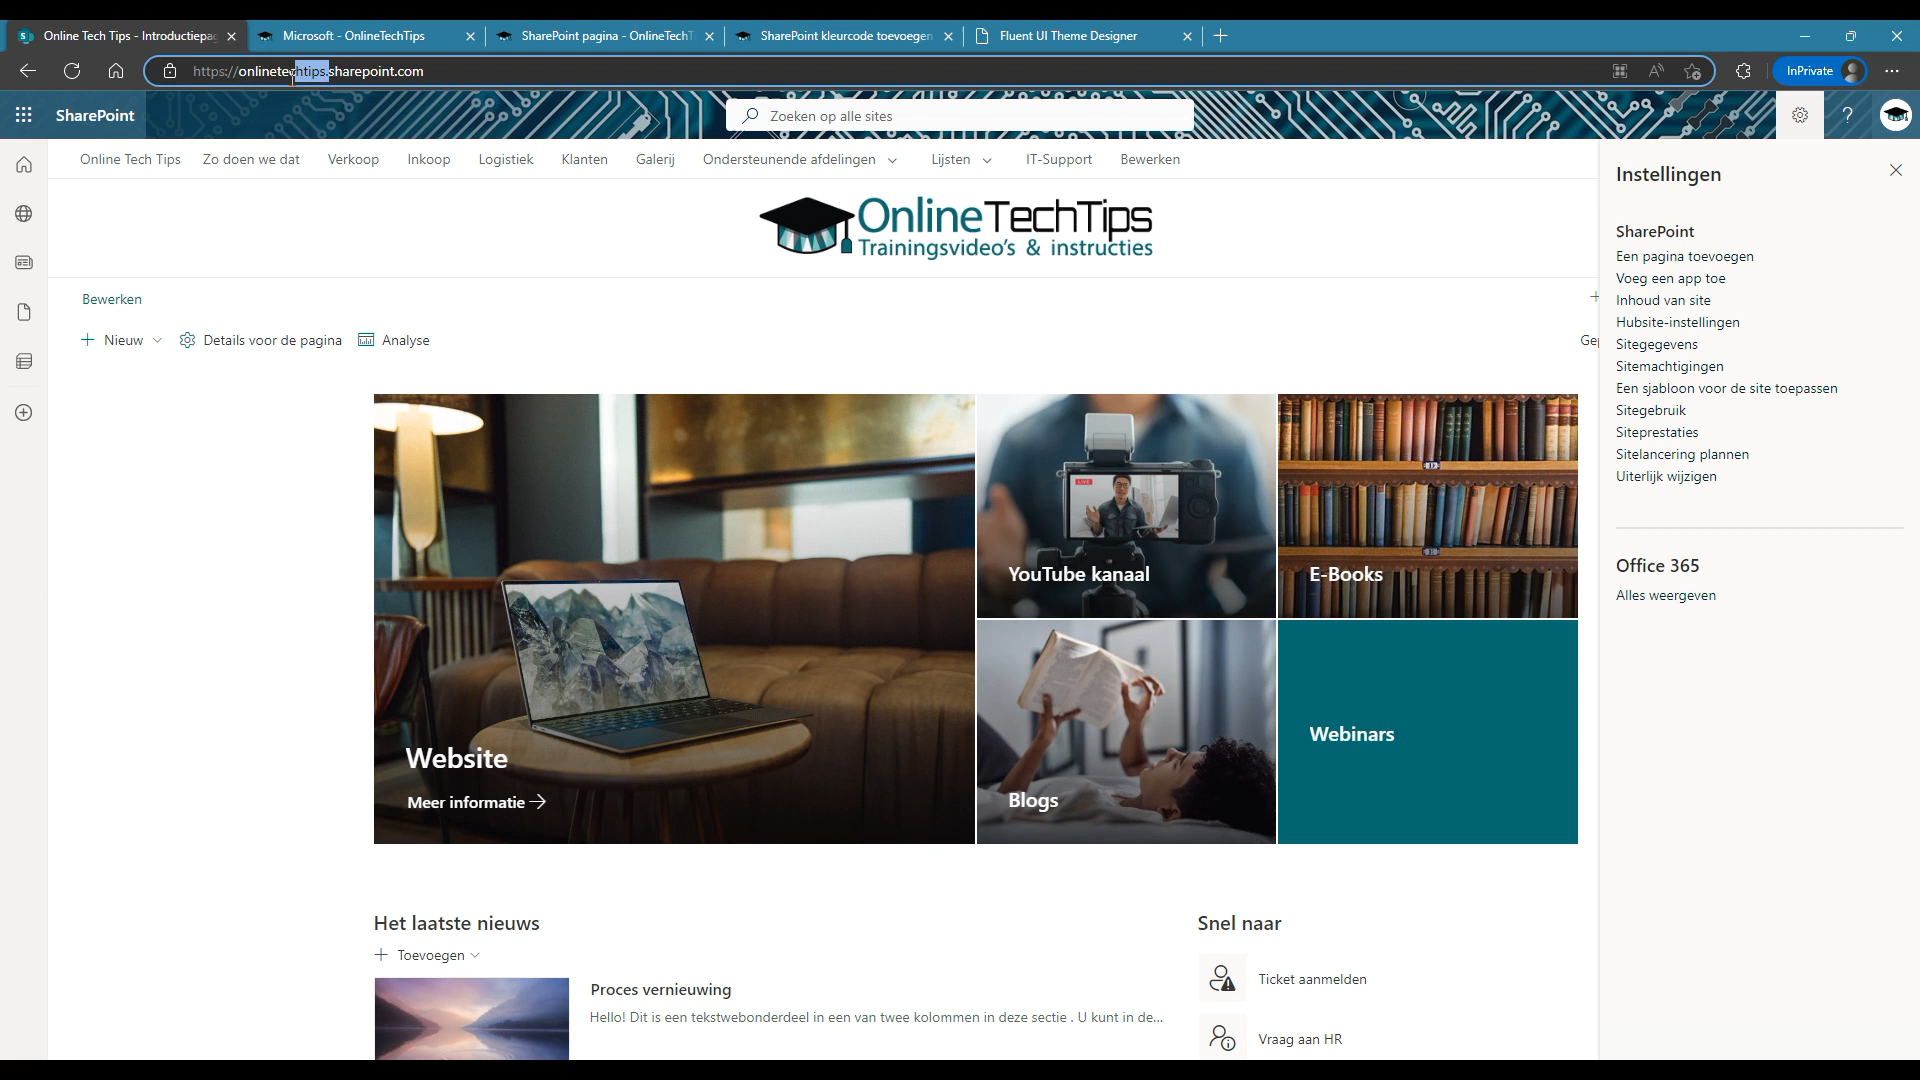 Online Tech Tips - Introductiepag
Microsoft - OnlineTechTips
SharePoint pagina - OnlineTechTi
SharePoint kleurcode toevoegen
Fluent UI Theme Designer
https://onlinetechtips.sharepoint.com
InPrivate
SharePoint
Zoeken op alle sites
Online Tech Tips
Zo doen we dat
Verkoop
Inkoop
Logistiek
Klanten
Galerij
Ondersteunende afdelingen
Lijsten
IT-Support
Bewerken
OnlineTechTips
Trainingsvideo's & instructies
Bewerken
Nieuw
Details voor de pagina
Analyse
Gep
Website
Meer informatie
LIVE
YouTube kanaal
E-Books
Blogs
Webinars
Het laatste nieuws
Toevoegen
Proces vernieuwing
Hello! Dit is een tekstwebonderdeel in een van twee kolommen in deze sectie . U kunt in de...
Snel naar
Ticket aanmelden
Vraag aan HR
Instellingen
SharePoint
Een pagina toevoegen
Voeg een app toe
Inhoud van site
Hubsite-instellingen
Sitegegevens
Sitemachtigingen
Een sjabloon voor de site toepassen
Sitegebruik
Siteprestaties
Sitelancering plannen
Uiterlijk wijzigen
Office 365
Alles weergeven